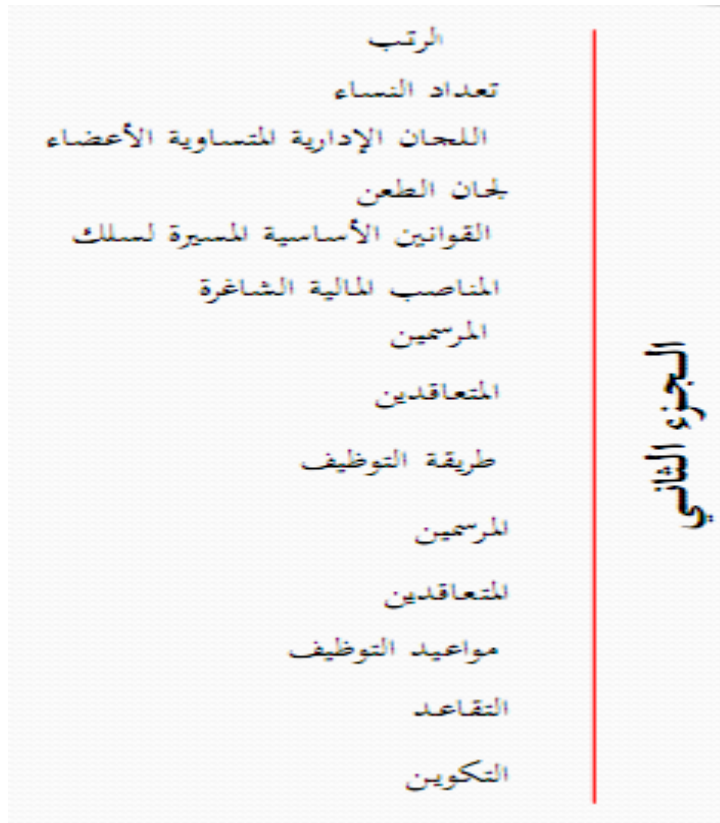 الجزء الثاني
الرتب
تعداد النساء
اللجان الإدارية المتساوية الأعضاء
لجان الطعن
القوانين الأساسية المسيرة لسلك
المناصب المالية الشاغرة
المرسمين
المتعاقدين
طريقة التوظيف
المرسمين
المتعاقدين
مواعيد التوظيف
التقاعد
التكوين